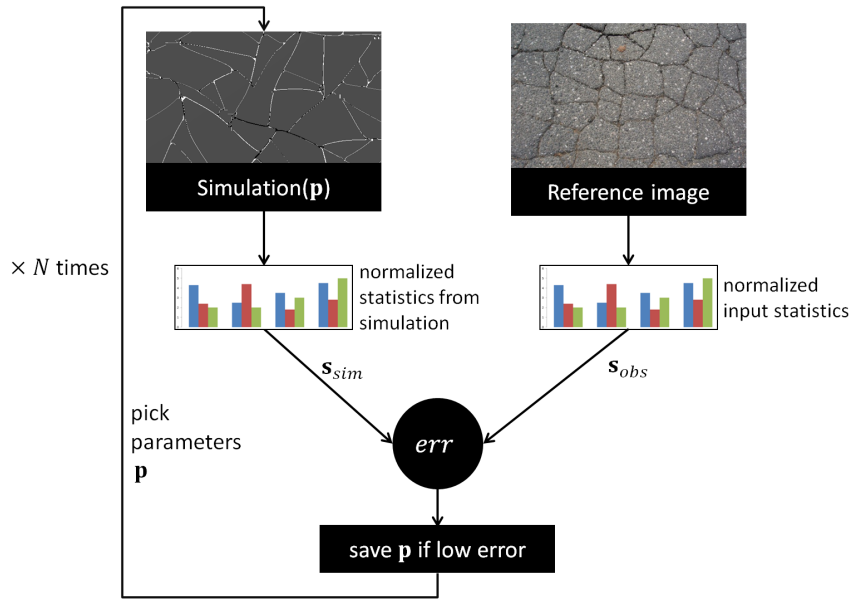 Simulation(p)
Reference image
× N times
normalized
statistics from
simulation
normalized
input statistics
s_sim
s_obs
pick
parameters
p
err
save p if low error